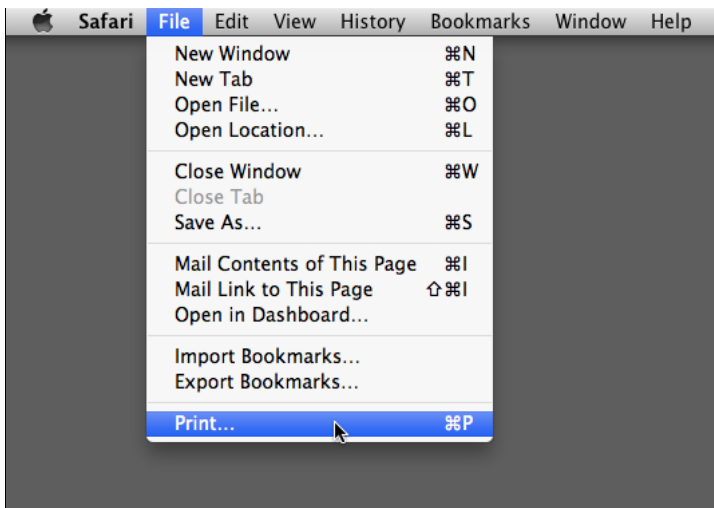 Safari File Edit View History Bookmarks Window Help
New Window ⌘N
New Tab ⌘T
Open File... ⌘O
Open Location... ⌘L
Close Window ⌘W
Close Tab
Save As... ⌘S
Mail Contents of This Page ⌘I
Mail Link to This Page ⇧⌘I
Open in Dashboard...
Import Bookmarks...
Export Bookmarks...
Print... ⌘P